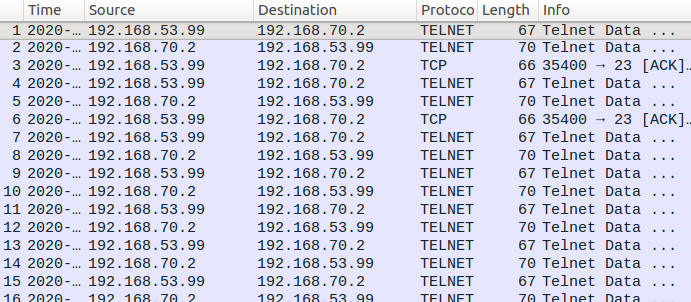 Time Source Destination Protoco Length Info
1 2020-… 192.168.53.99 192.168.70.2 TELNET 67 Telnet Data ...
2 2020-… 192.168.70.2 192.168.53.99 TELNET 70 Telnet Data ...
3 2020-… 192.168.53.99 192.168.70.2 TCP 66 35400 → 23 [ACK]…
4 2020-… 192.168.53.99 192.168.70.2 TELNET 67 Telnet Data ...
5 2020-… 192.168.70.2 192.168.53.99 TELNET 70 Telnet Data ...
6 2020-… 192.168.53.99 192.168.70.2 TCP 66 35400 → 23 [ACK]…
7 2020-… 192.168.53.99 192.168.70.2 TELNET 67 Telnet Data ...
8 2020-… 192.168.70.2 192.168.53.99 TELNET 70 Telnet Data ...
9 2020-… 192.168.53.99 192.168.70.2 TELNET 67 Telnet Data ...
10 2020-… 192.168.70.2 192.168.53.99 TELNET 70 Telnet Data ...
11 2020-… 192.168.53.99 192.168.70.2 TELNET 67 Telnet Data ...
12 2020-… 192.168.70.2 192.168.53.99 TELNET 70 Telnet Data ...
13 2020-… 192.168.53.99 192.168.70.2 TELNET 67 Telnet Data ...
14 2020-… 192.168.70.2 192.168.53.99 TELNET 70 Telnet Data ...
15 2020-… 192.168.53.99 192.168.70.2 TELNET 67 Telnet Data ...
16 2020-… 192.168.70.2 192.168.53.99 TELNET 70 Telnet Data ...